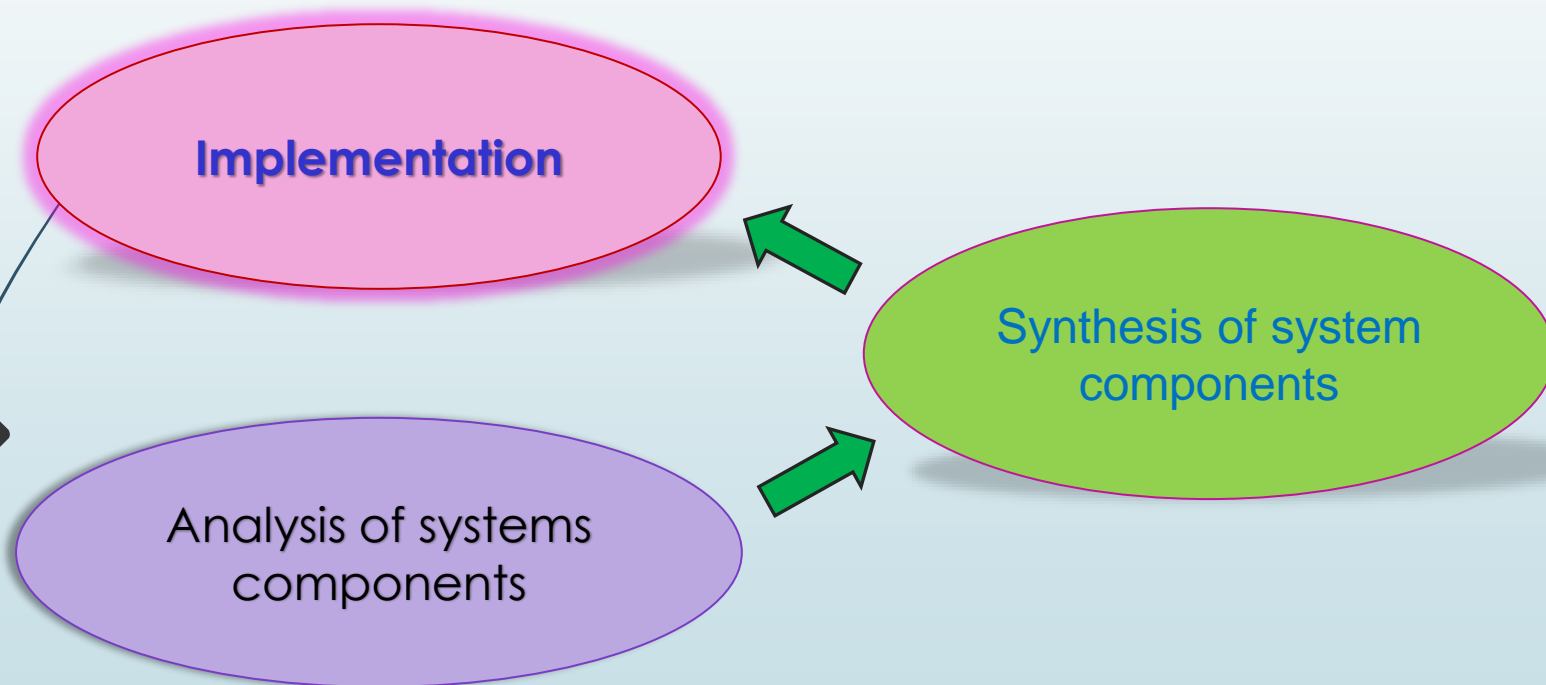 Implementation
Synthesis of system
components
Analysis of systems
components